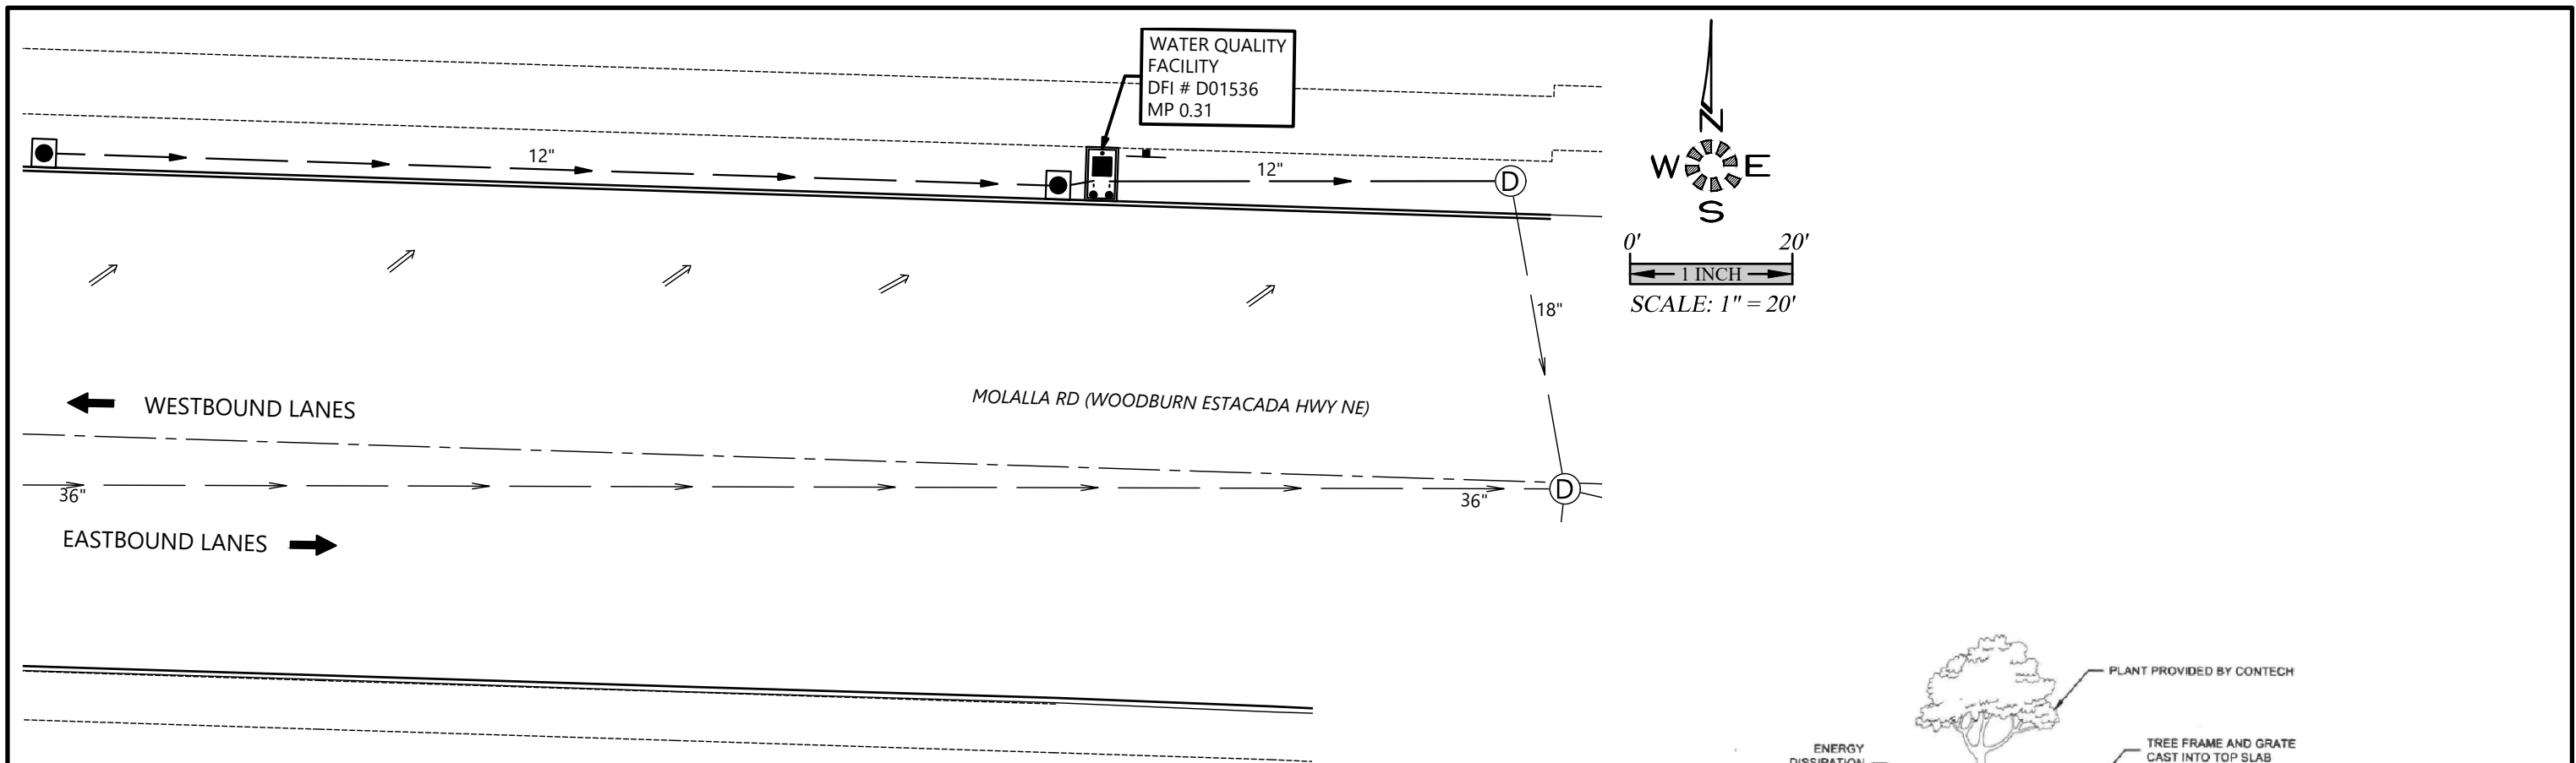 WATER QUALITY
FACILITY
DFI # D01536
MP 0.31
12"
12"
D
N
W E
S
0' 20'
1 INCH
SCALE: 1" = 20'
18"
WESTBOUND LANES
MOLALLA RD (WOODBURN ESTACADA HWY NE)
36"
36"
D
EASTBOUND LANES
PLANT PROVIDED BY CONTECH
ENERGY
DISSIPATION
TREE FRAME AND GRATE
CAST INTO TOP SLAB